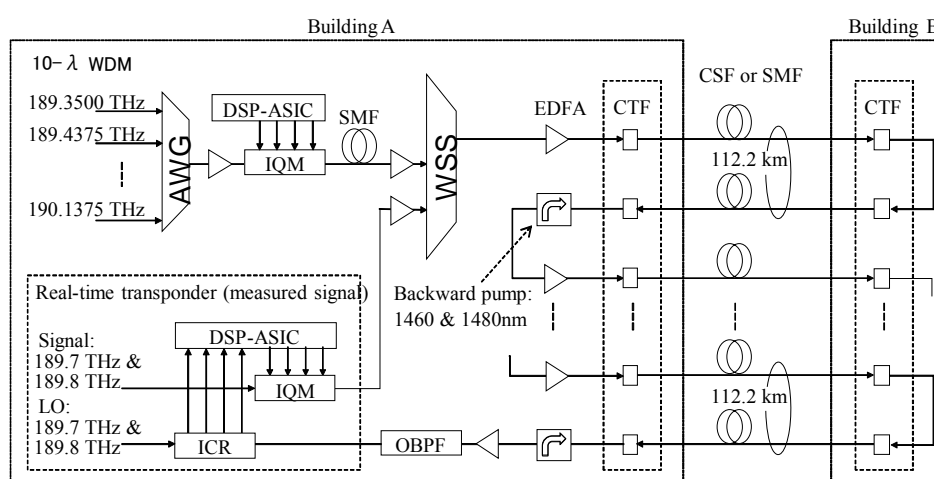 Building A
Building B
10-λ WDM
189.3500 THz
189.4375 THz
190.1375 THz
AWG
DSP-ASIC
IQM
SMF
WSS
EDFA
CTF
CSF or SMF
CTF
112.2 km
Backward pump:
1460 & 1480nm
Real-time transponder (measured signal)
Signal:
189.7 THz &
189.8 THz
LO:
189.7 THz &
189.8 THz
DSP-ASIC
IQM
ICR
OBPF
112.2 km